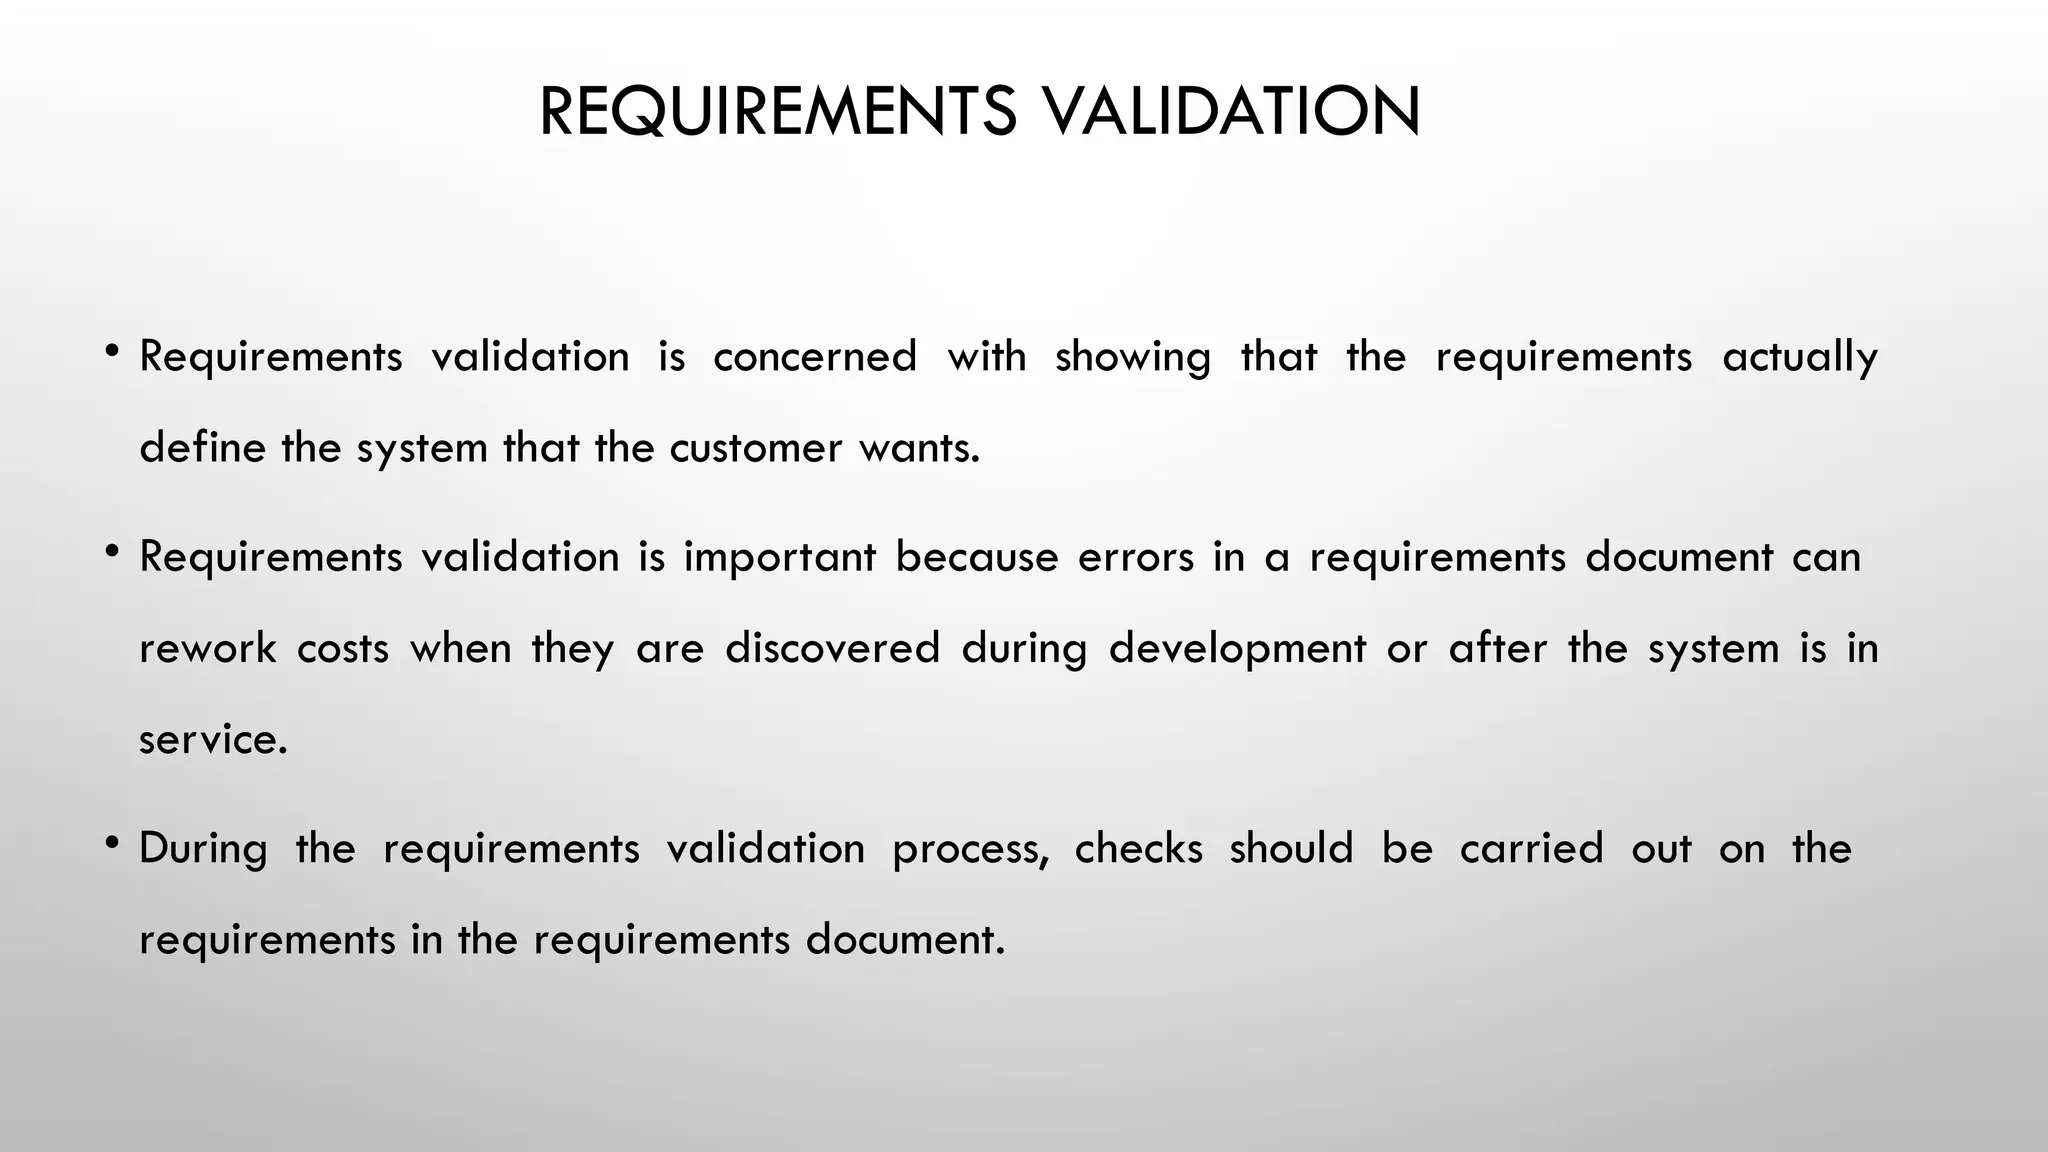 REQUIREMENTS VALIDATION
• Requirements validation is concerned with showing that the requirements actually
define the system that the customer wants.
• Requirements validation is important because errors in a requirements document can
rework costs when they are discovered during development or after the system is in
service.
• During the requirements validation process, checks should be carried out on the
requirements in the requirements document.